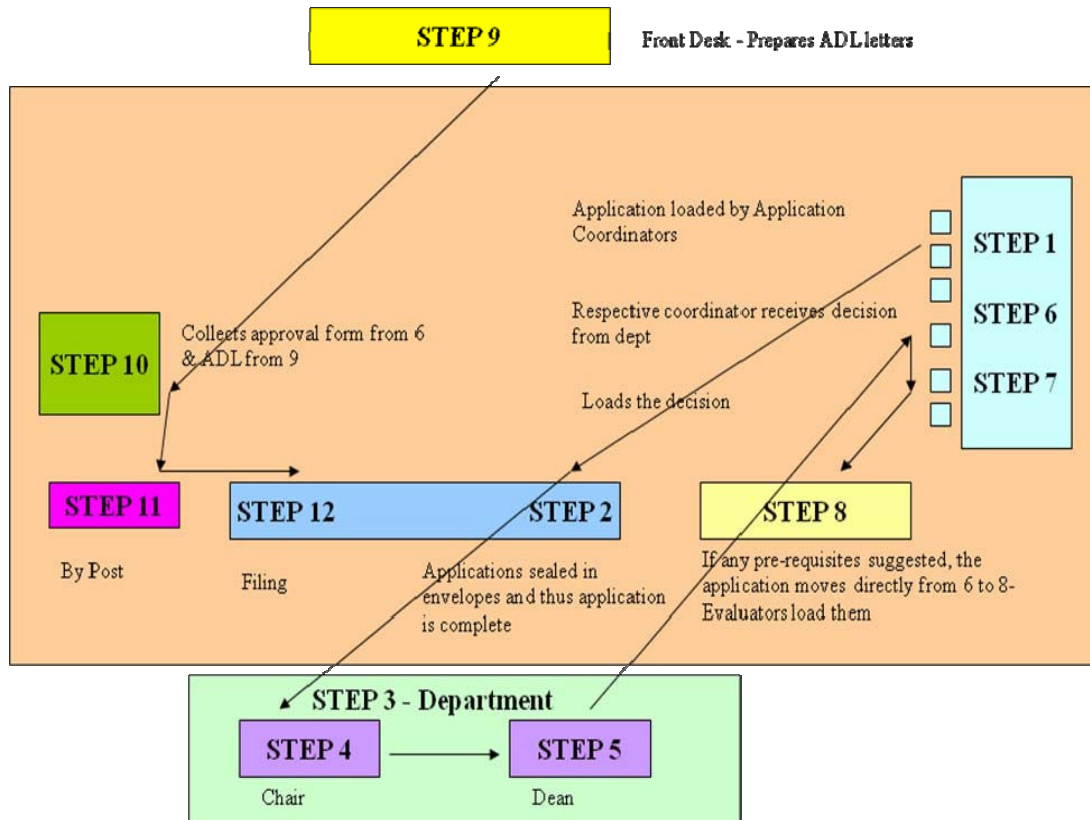 STEP 9
Front Desk - Prepares ADL letters
Application loaded by Application
Coordinators
STEP 1
Respective coordinator receives decision
from dept
STEP 6
Collects approval form from 6
& ADL from 9
STEP 10
Loads the decision
STEP 7
STEP 11
STEP 12
STEP 2
STEP 8
By Post
Filing
Applications sealed in
envelopes and thus application
is complete
If any pre-requisites suggested, the
application moves directly from 6 to 8-
Evaluators load them
STEP 3 - Department
STEP 4
STEP 5
Chair
Dean